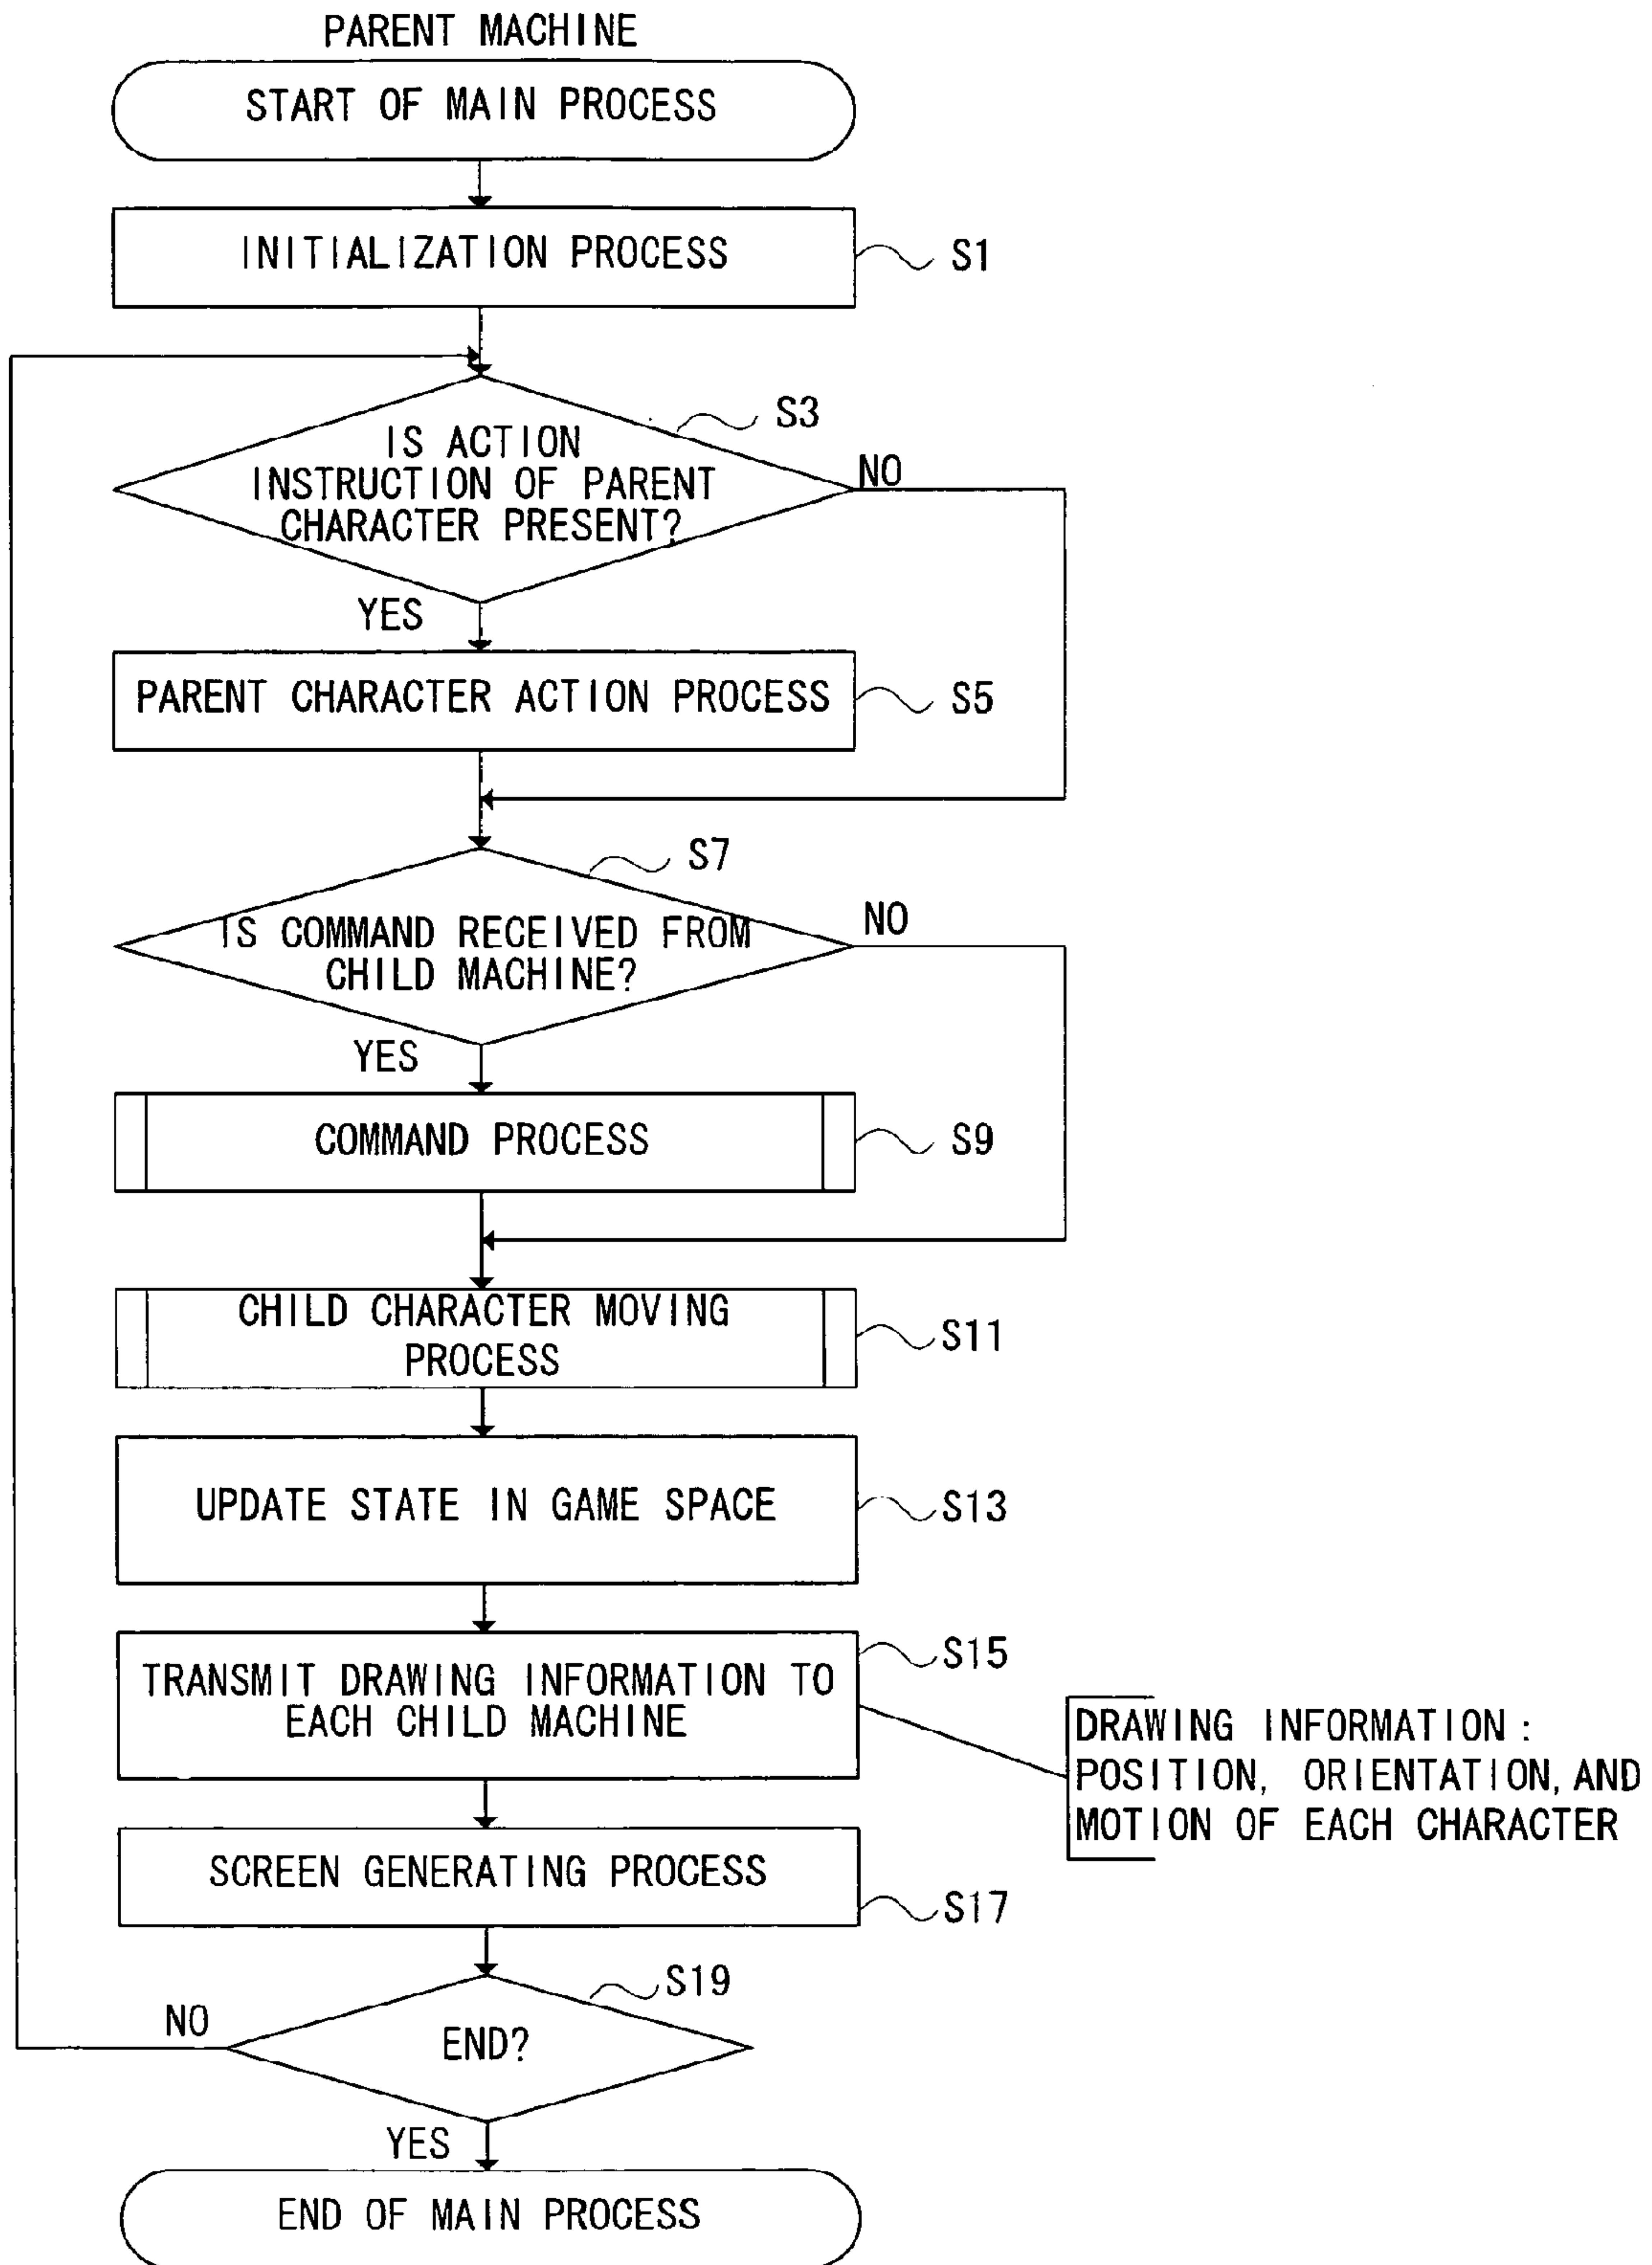 PARENT MACHINE
START OF MAIN PROCESS
INITIALIZATION PROCESS
S1
S3
IS ACTION
INSTRUCTION OF PARENT
CHARACTER PRESENT?
NO
YES
PARENT CHARACTER ACTION PROCESS
S5
S7
IS COMMAND RECEIVED FROM
CHILD MACHINE?
NO
YES
COMMAND PROCESS
S9
CHILD CHARACTER MOVING
PROCESS
S11
UPDATE STATE IN GAME SPACE
S13
TRANSMIT DRAWING INFORMATION TO
EACH CHILD MACHINE
S15
DRAWING INFORMATION:
POSITION, ORIENTATION, AND
MOTION OF EACH CHARACTER
SCREEN GENERATING PROCESS
S17
S19
END?
NO
YES
END OF MAIN PROCESS